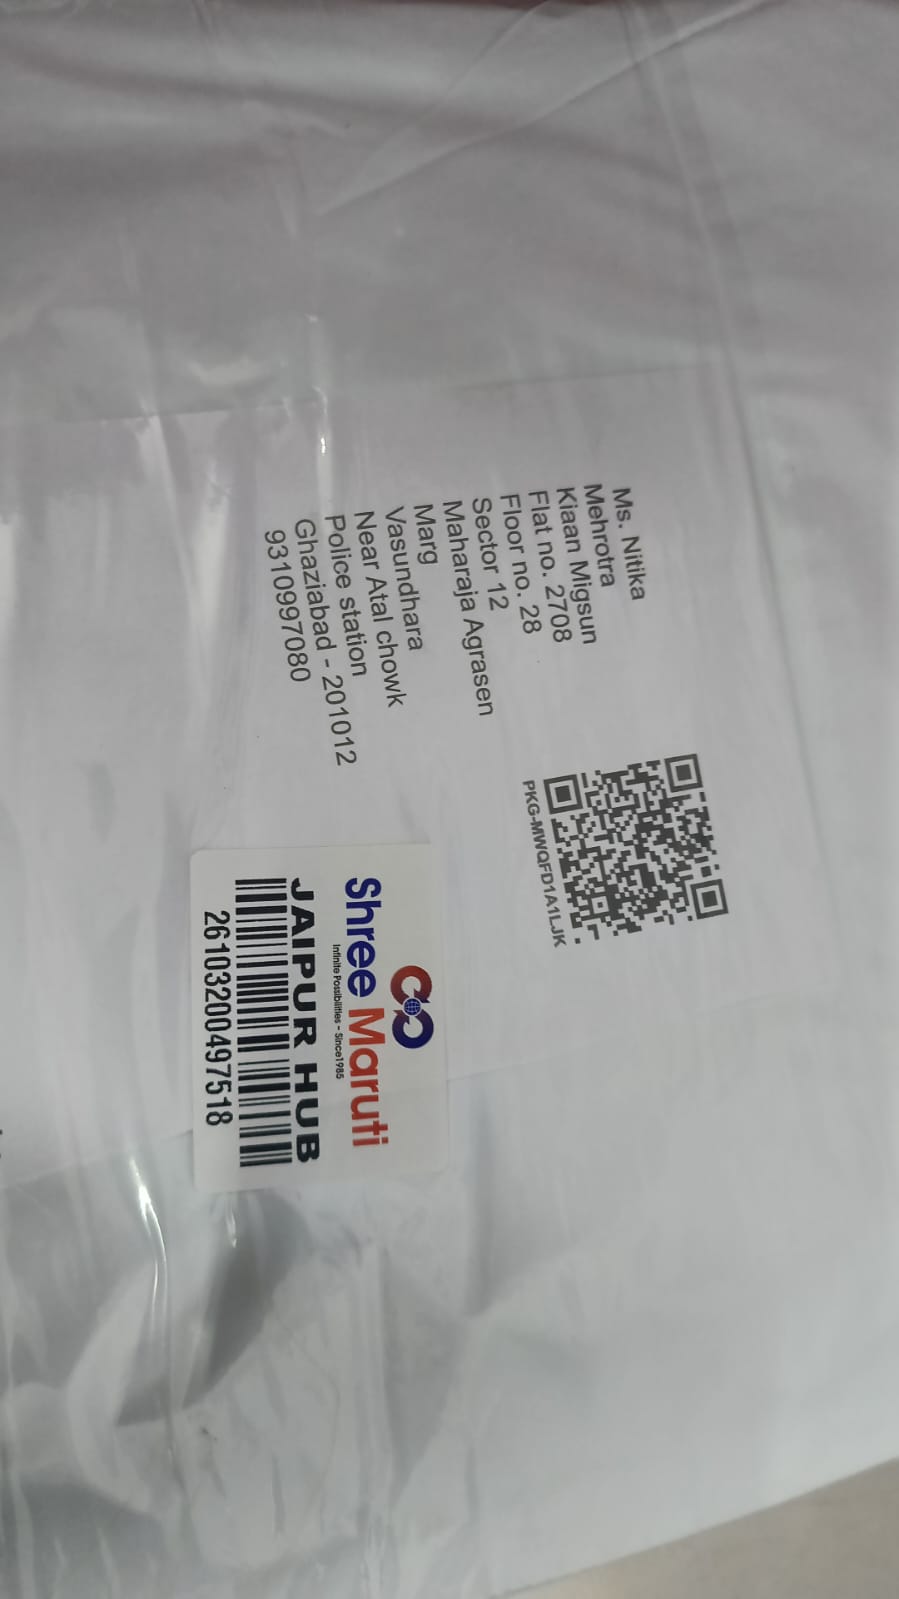 Ms. Nitika
Mehrotra
Kiaan Migsun
Flat no. 2708
Floor no. 28
Sector 12
Maharaja Agrasen
Marg
Vasundhara
Near Atal chowk
Police station
Ghaziabad - 201012
9310997080
PKG-MWQFD1A1LJK
Shree Maruti
Infinite Possibilities - Since1985
JAIPUR HUB
26103200497518